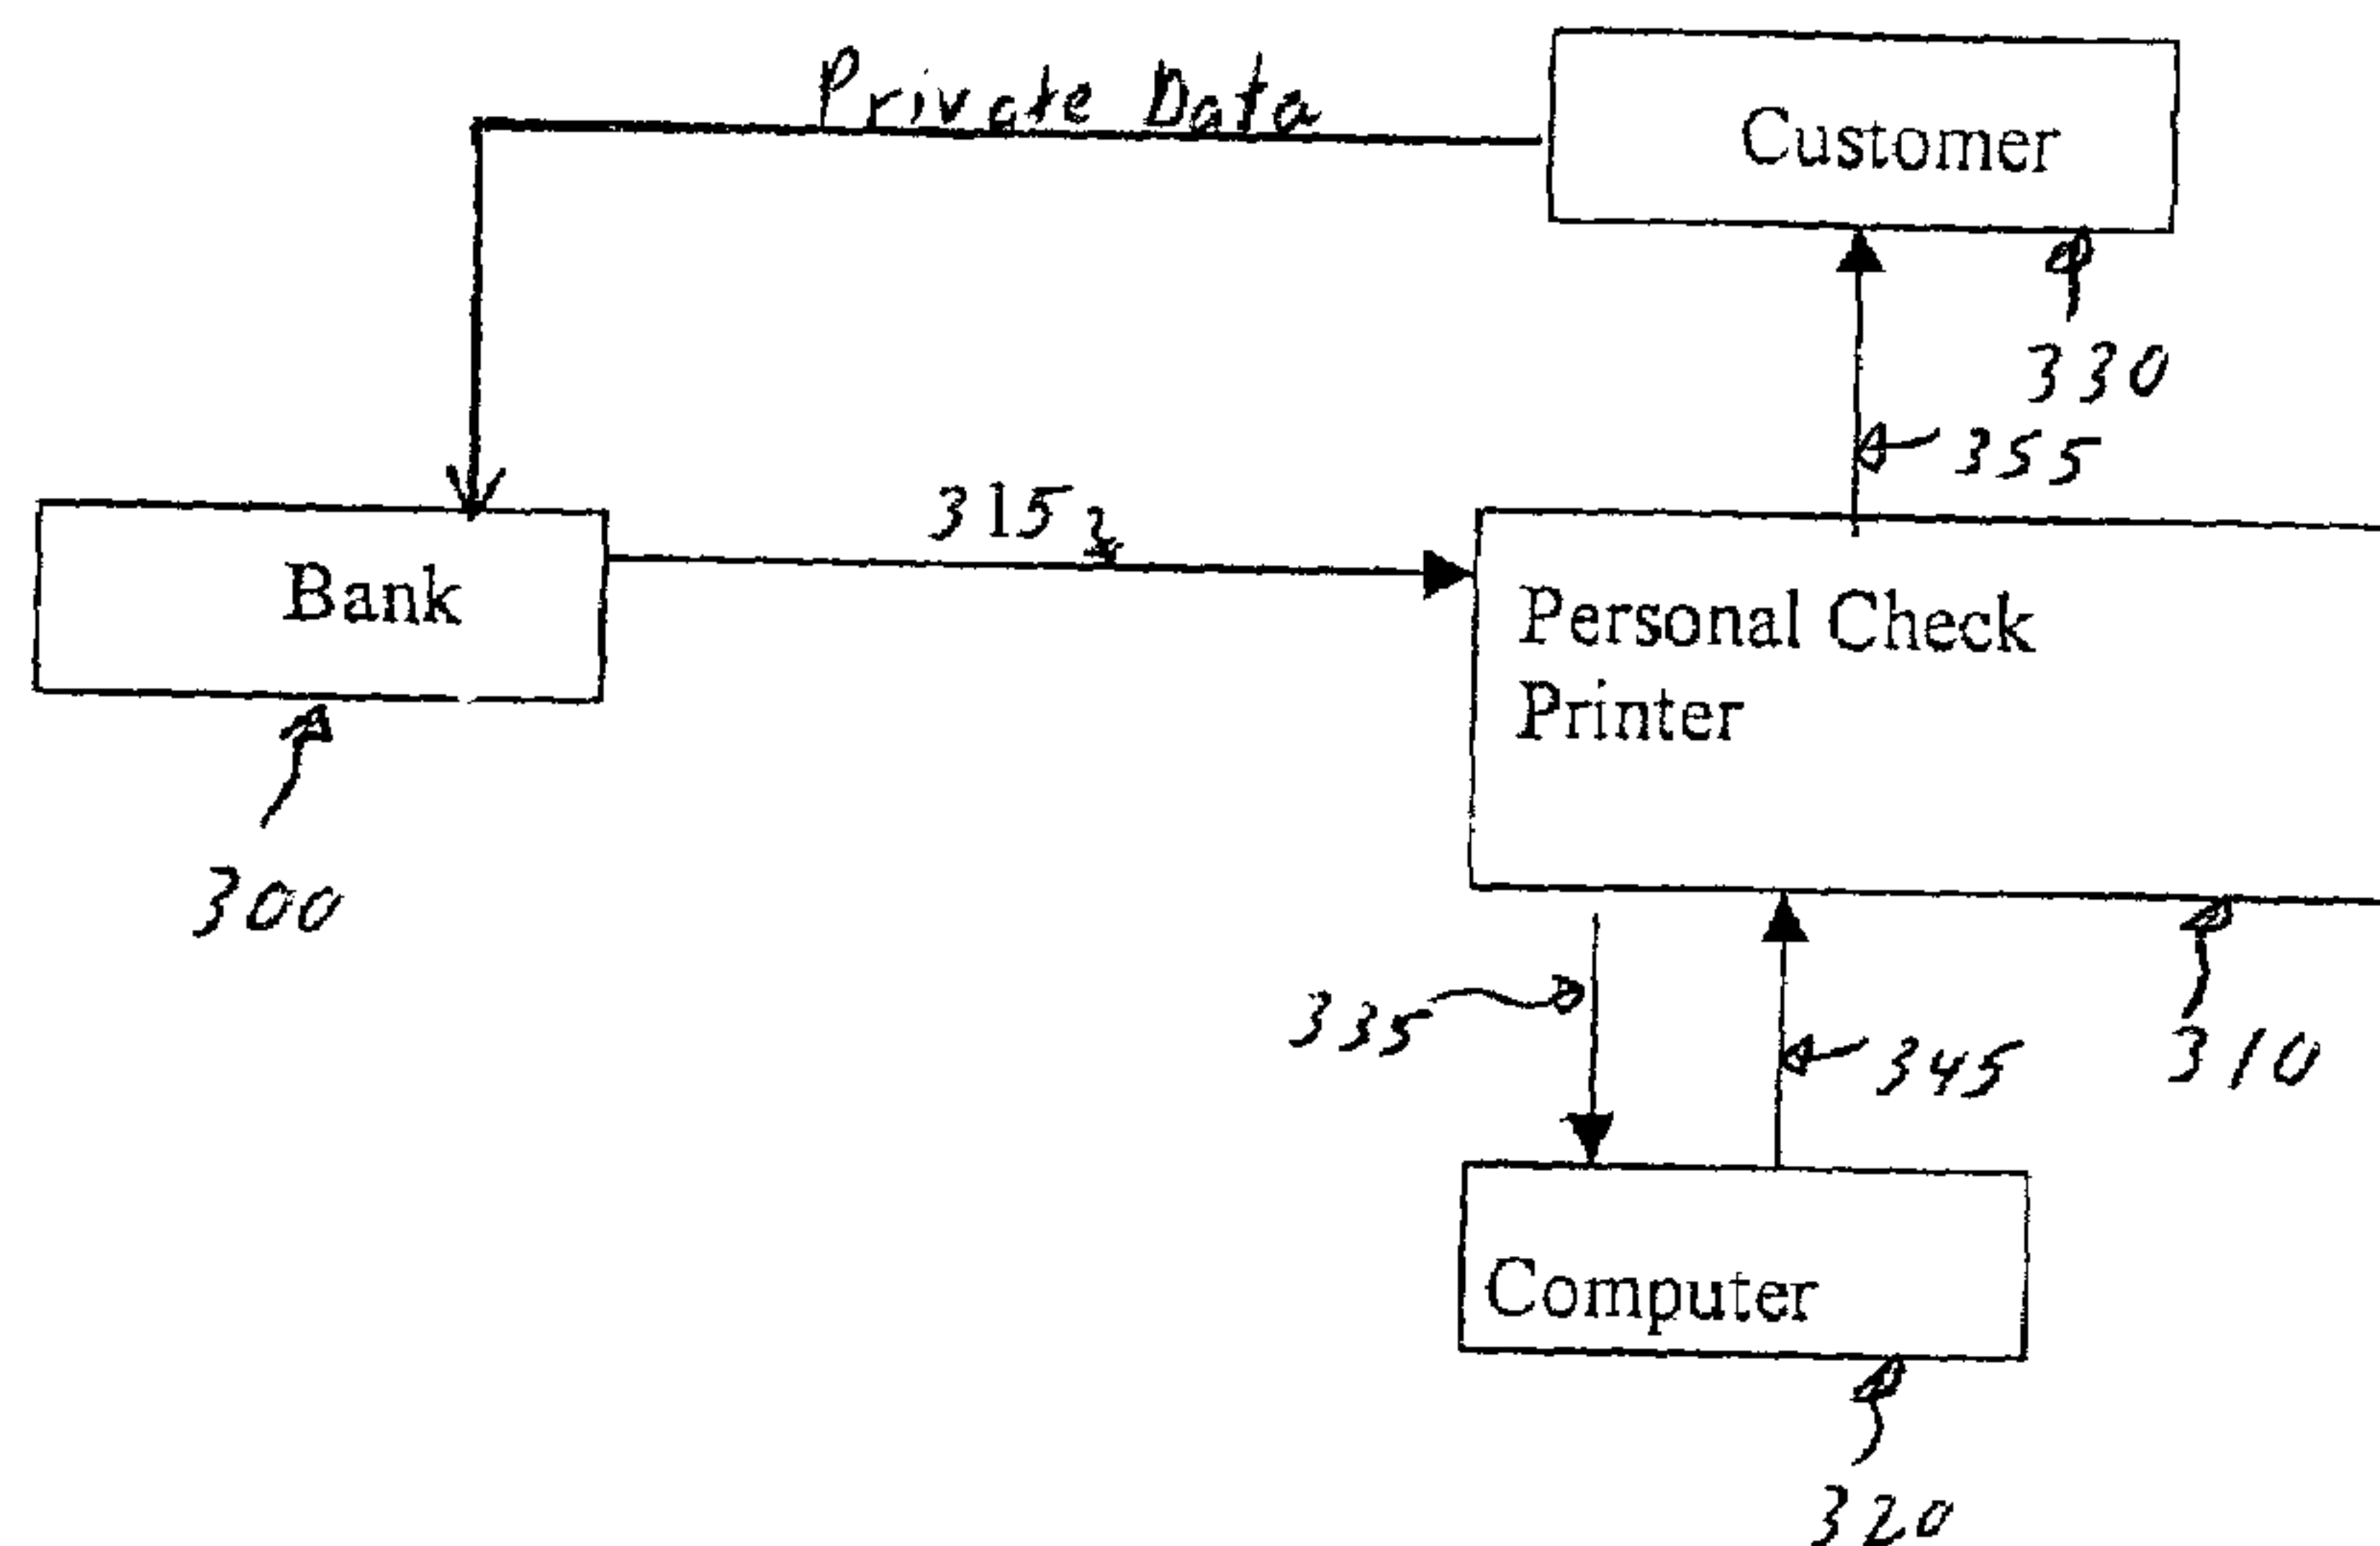 Private Data
Customer
330
355
315
Bank
Personal Check
Printer
300
335
345
310
Computer
320